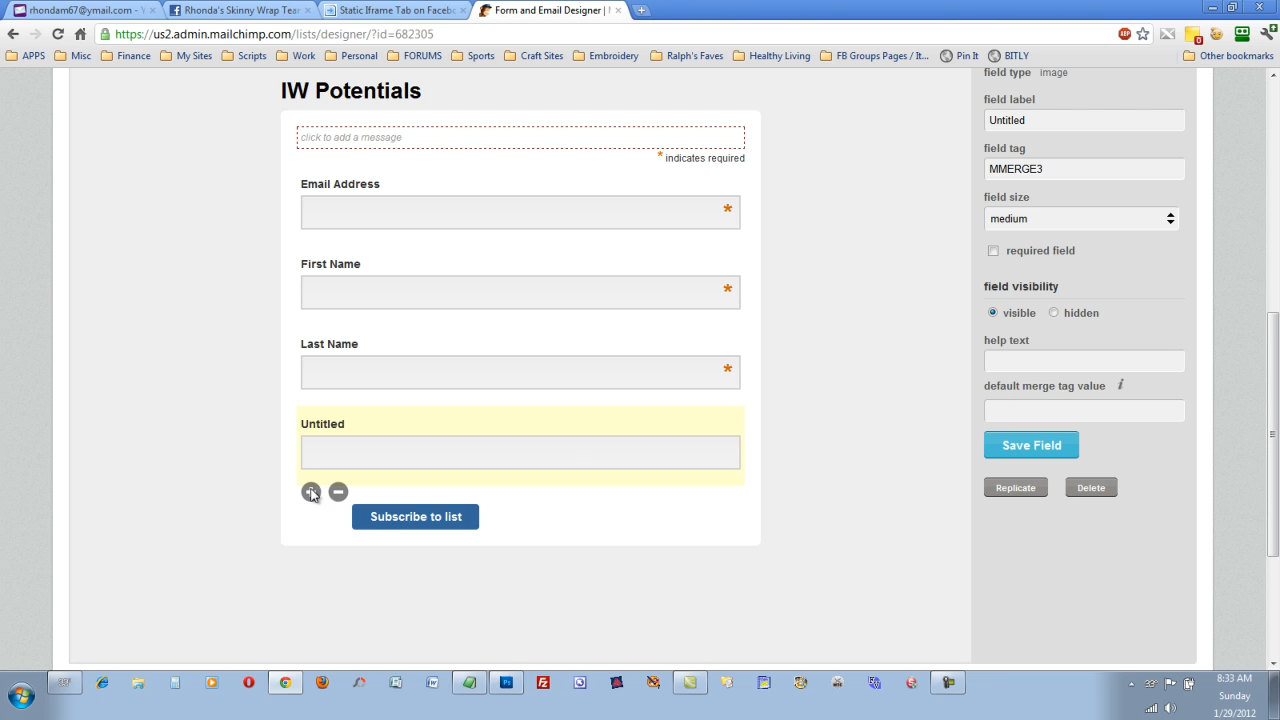 rhondam67@ymail.com - Y
Rhonda's Skinny Wrap Tear
Static Iframe Tab on Facebo
Form and Email Designer | M
https://us2.admin.mailchimp.com/lists/designer/?id=682305
APPS
Misc
Finance
My Sites
Scripts
Work
Personal
FORUMS
Sports
Craft Sites
Embroidery
Ralph's Faves
Healthy Living
FB Groups Pages / It...
Pin It
BITLY
Other bookmarks
IW Potentials
click to add a message
* indicates required
Email Address
*
First Name
*
Last Name
*
Untitled
Subscribe to list
field type image
field label
Untitled
field tag
MMERGE3
field size
medium
required field
field visibility
visible hidden
help text
default merge tag value i
Save Field
Replicate Delete
8:33 AM
Sunday
1/29/2012